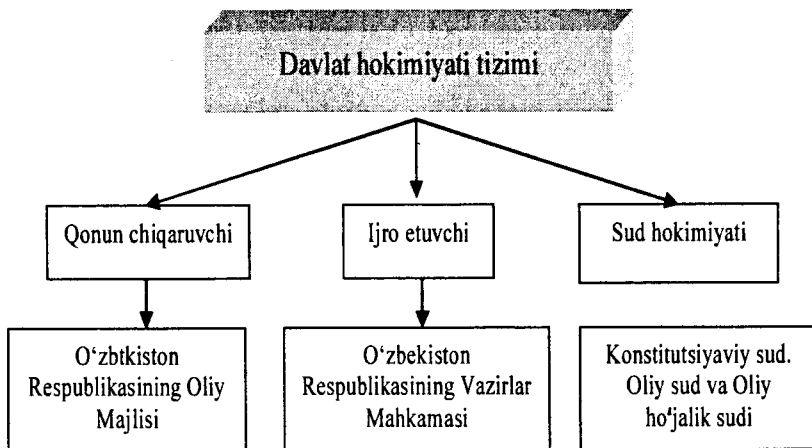 Davlat hokimiyati tizimi
Qonun chiqaruvchi
Ijro etuvchi
Sud hokimiyati
O‘zbtkiston
Respublikasining Oliy
Majlisi
O‘zbekiston
Respublikasining Vazirlar
Mahkamasi
Konstitutsiyaviy sud.
Oliy sud va Oliy
ho‘jalik sudi